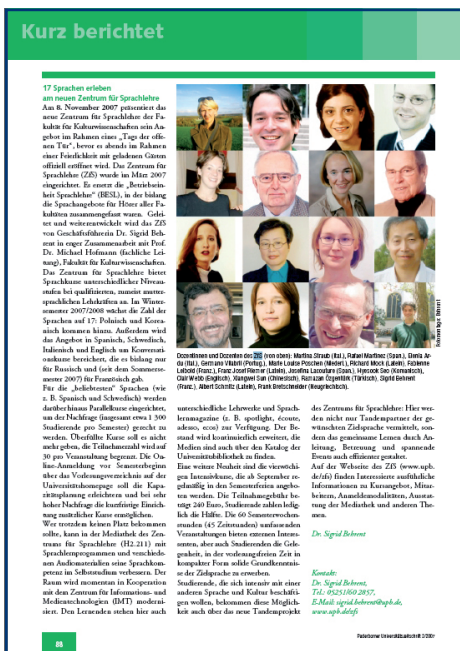 Kurz berichtet
17 Sprachen erleben
am neuen Zentrum für Sprachlehre
Am 8. November 2007 präsentiert das
neue Zentrum für Sprachlehre der Fa-
kultät für Kulturwissenschaften sein An-
gebot im Rahmen eines „Tags der offe-
nen Tür“, bevor es abends im Rahmen
einer Feierlichkeit mit geladenen Gästen
offiziell eröffnet wird. Das Zentrum für
Sprachlehre (ZfS) wurde im März 2007
eingerichtet. Es ersetzt die „Betriebsein-
heit Sprachlehre“ (BESL), in der bislang
die Sprachangebote für Hörer aller Fa-
kultäten zusammengefasst waren. Gelei-
tet und weiterentwickelt wird das ZfS
von Geschäftsführerin Dr. Sigrid Beh-
rent in enger Zusammenarbeit mit Prof.
Dr. Michael Hofmann (fachliche Lei-
tung), Fakultät für Kulturwissenschaften.
Das Zentrum für Sprachlehre bietet
Sprachkurse unterschiedlicher Niveau-
stufen bei qualifizierten, zumeist mutter-
sprachlichen Lehrkräften an. Im Winter-
semester 2007/2008 wächst die Zahl der
Sprachen auf 17: Polnisch und Korea-
nisch kommen hinzu. Außerdem wird
das Angebot in Spanisch, Schwedisch,
Italienisch und Englisch um Konversati-
onskurse bereichert, die es bislang nur
für Russisch und (seit dem Sommerse-
mester 2007) für Französisch gab.
Für die „beliebtesten“ Sprachen (wie
z. B. Spanisch und Schwedisch) werden
darüber hinaus Parallelkurse eingerichtet,
um der Nachfrage (insgesamt etwa 1 300
Studierende pro Semester) gerecht zu
werden. Überfüllte Kurse soll es nicht
mehr geben, die Teilnehmerzahl wird auf
30 pro Veranstaltung begrenzt. Die On-
line-Anmeldung vor Semesterbeginn
über das Vorlesungsverzeichnis auf der
Universitätshomepage soll die Kapa-
zitätsplanung erleichtern und bei sehr
hoher Nachfrage die kurzfristige Einrich-
tung zusätzlicher Kurse ermöglichen.
Wer trotzdem keinen Platz bekommen
sollte, kann in der Mediathek des Zen-
trums für Sprachlehre (H2.211) mit
Sprachlernprogrammen und verschiede-
nen Audiomaterialien seine Sprachkom-
petenz im Selbststudium verbessern. Der
Raum wird momentan in Kooperation
mit dem Zentrum für Informations- und
Medientechnologien (IMT) moderni-
siert. Den Lernenden stehen hier auch
Dozentinnen und Dozenten des ZfS (von oben): Martina Straub (Ital.), Rafael Martinez (Span.), Elenia Ar-
du (Ital.), Germano Vilabril (Portug.), Marie-Louise Poschen (Niederl.), Richard Mock (Latein), Fabienne
Leibold (Franz.), Franz Josef Riemer (Latein), Josefina Lacouture (Span.), Hyesook Seo (Koreanisch),
Clair Webb (Englisch), Xiangwei Sun (Chinesisch), Ramazan Özgentürk (Türkisch), Sigrid Behrent
(Franz.), Albert Schmitz (Latein), Frank Bretschneider (Neugriechisch).
unterschiedliche Lehrwerke und Sprach-
lernmagazine (z. B. spotlight, écoute,
adesso, ecos) zur Verfügung. Der Be-
stand wird kontinuierlich erweitert, die
Medien sind auch über den Katalog der
Universitätsbibliothek zu finden.
Eine weitere Neuheit sind die vierwöchi-
gen Intensivkurse, die ab September re-
gelmäßig in den Semesterferien angebo-
ten werden. Die Teilnahmegebühr be-
trägt 240 Euro, Studierende zahlen ledig-
lich die Hälfte. Die 60 Semesterwochen-
stunden (45 Zeitstunden) umfassenden
Veranstaltungen bieten externen Interes-
senten, aber auch Studierenden die Gele-
genheit, in der vorlesungsfreien Zeit in
kompakter Form solide Grundkenntnis-
se der Zielsprache zu erwerben.
Studierende, die sich intensiv mit einer
anderen Sprache und Kultur beschäfti-
gen wollen, bekommen diese Möglich-
keit auch über das neue Tandemprojekt
des Zentrums für Sprachlehre: Hier wer-
den nicht nur Tandempartner der ge-
wünschten Zielsprache vermittelt, son-
dern das gemeinsame Lernen durch An-
leitung, Betreuung und spannende
Events auch effizienter gestaltet.
Auf der Webseite des ZfS (www.upb.
de/zfs) finden Interessierte ausführliche
Informationen zu Kursangebot, Mitar-
beitern, Anmeldemodalitäten, Ausstat-
tung der Mediathek und anderen The-
men.
Dr. Sigrid Behrent
Kontakt:
Dr. Sigrid Behrent,
Tel.: 05251/60 2857,
E-Mail: sigrid.behrent@upb.de,
www.upb.de/zfs
88
Paderborner Universitätszeitschrift 3/2007